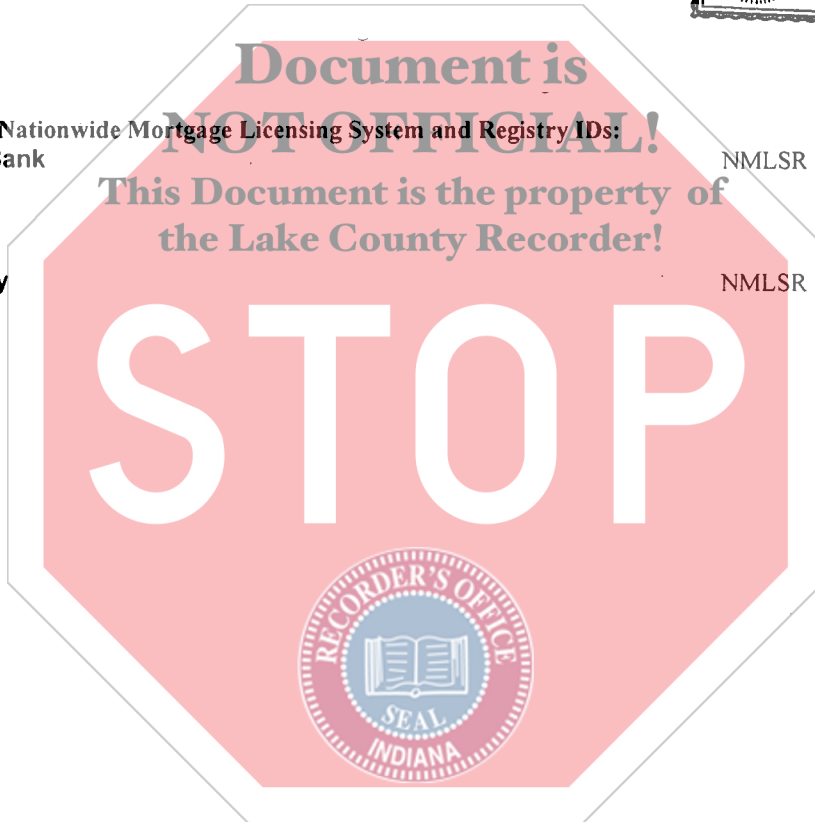 Document is
NOT OFFICIAL!
Nationwide Mortgage Licensing System and Registry IDs:
Bank NMLSR
This Document is the property of
the Lake County Recorder!
y NMLSR
STOP
RECORDER'S OFFICE
SEAL
INDIANA